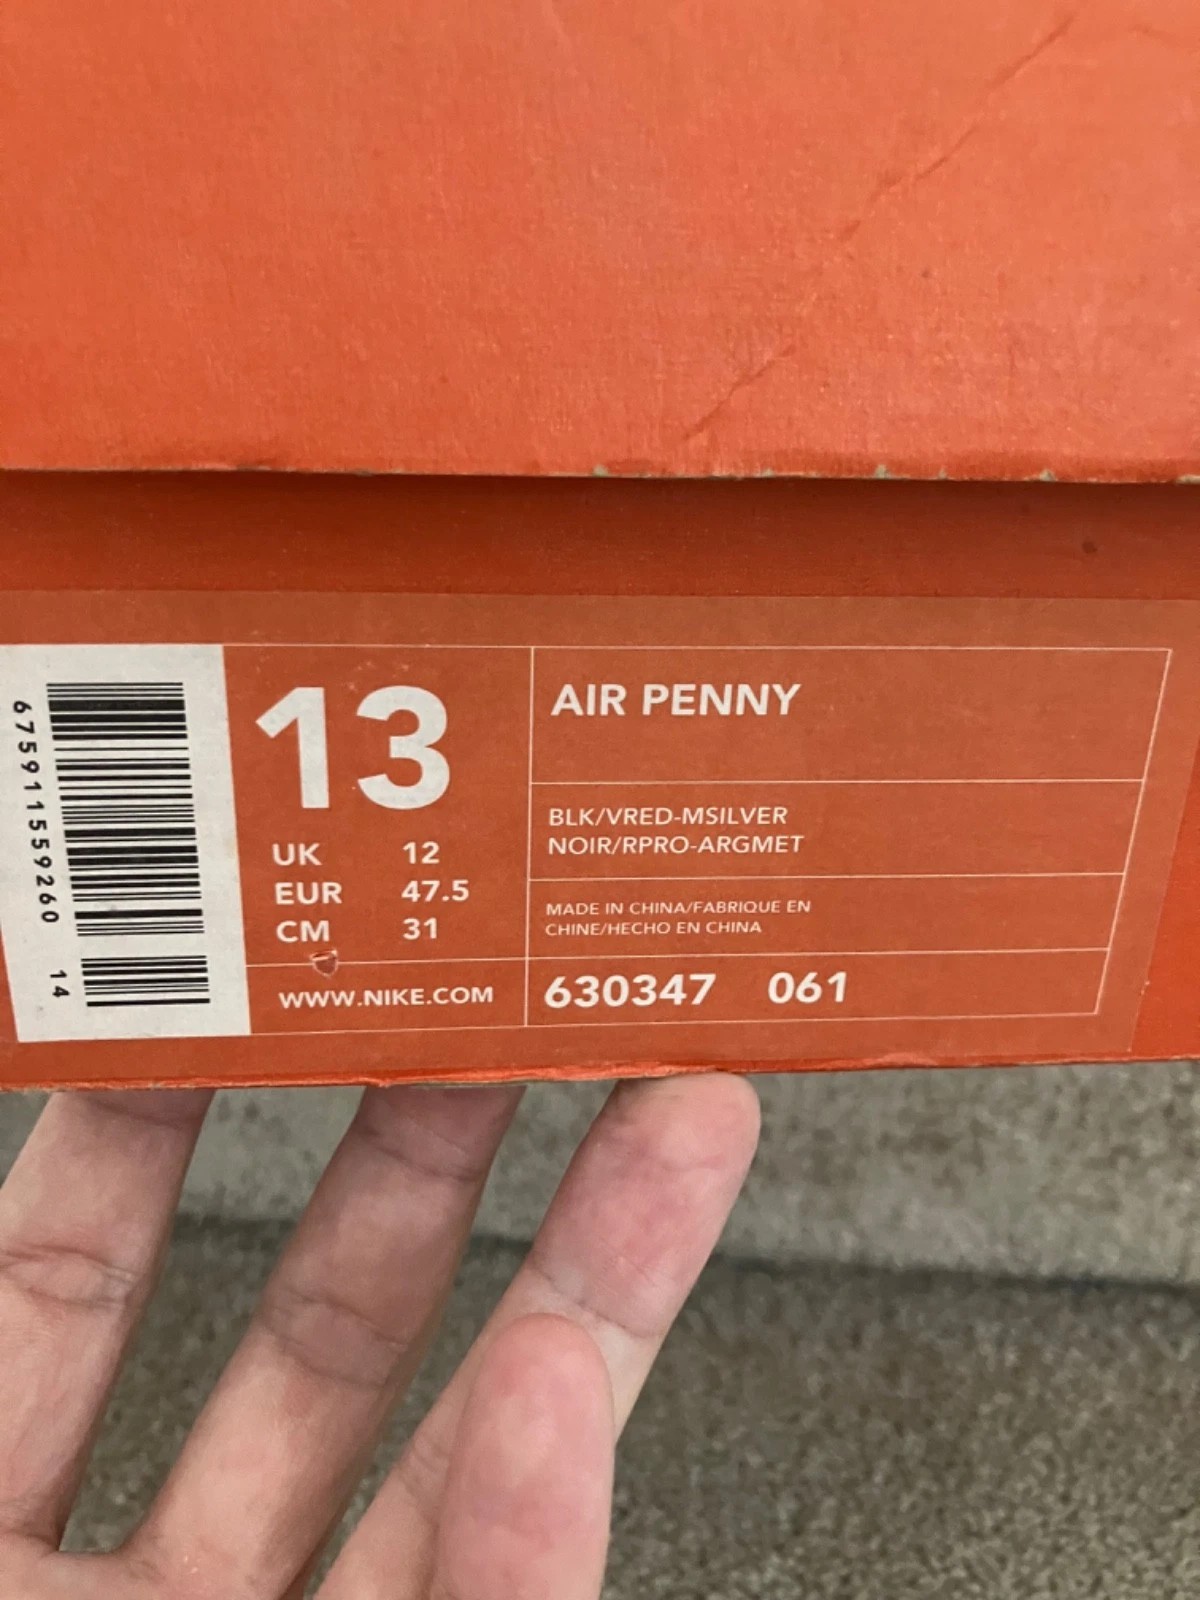 675911559260 14
13
UK 12
EUR 47.5
CM 31
WWW.NIKE.COM
AIR PENNY
BLK/VRED-MSILVER
NOIR/RPRO-ARGMET
MADE IN CHINA/FABRIQUE EN
CHINE/HECHO EN CHINA
630347 061